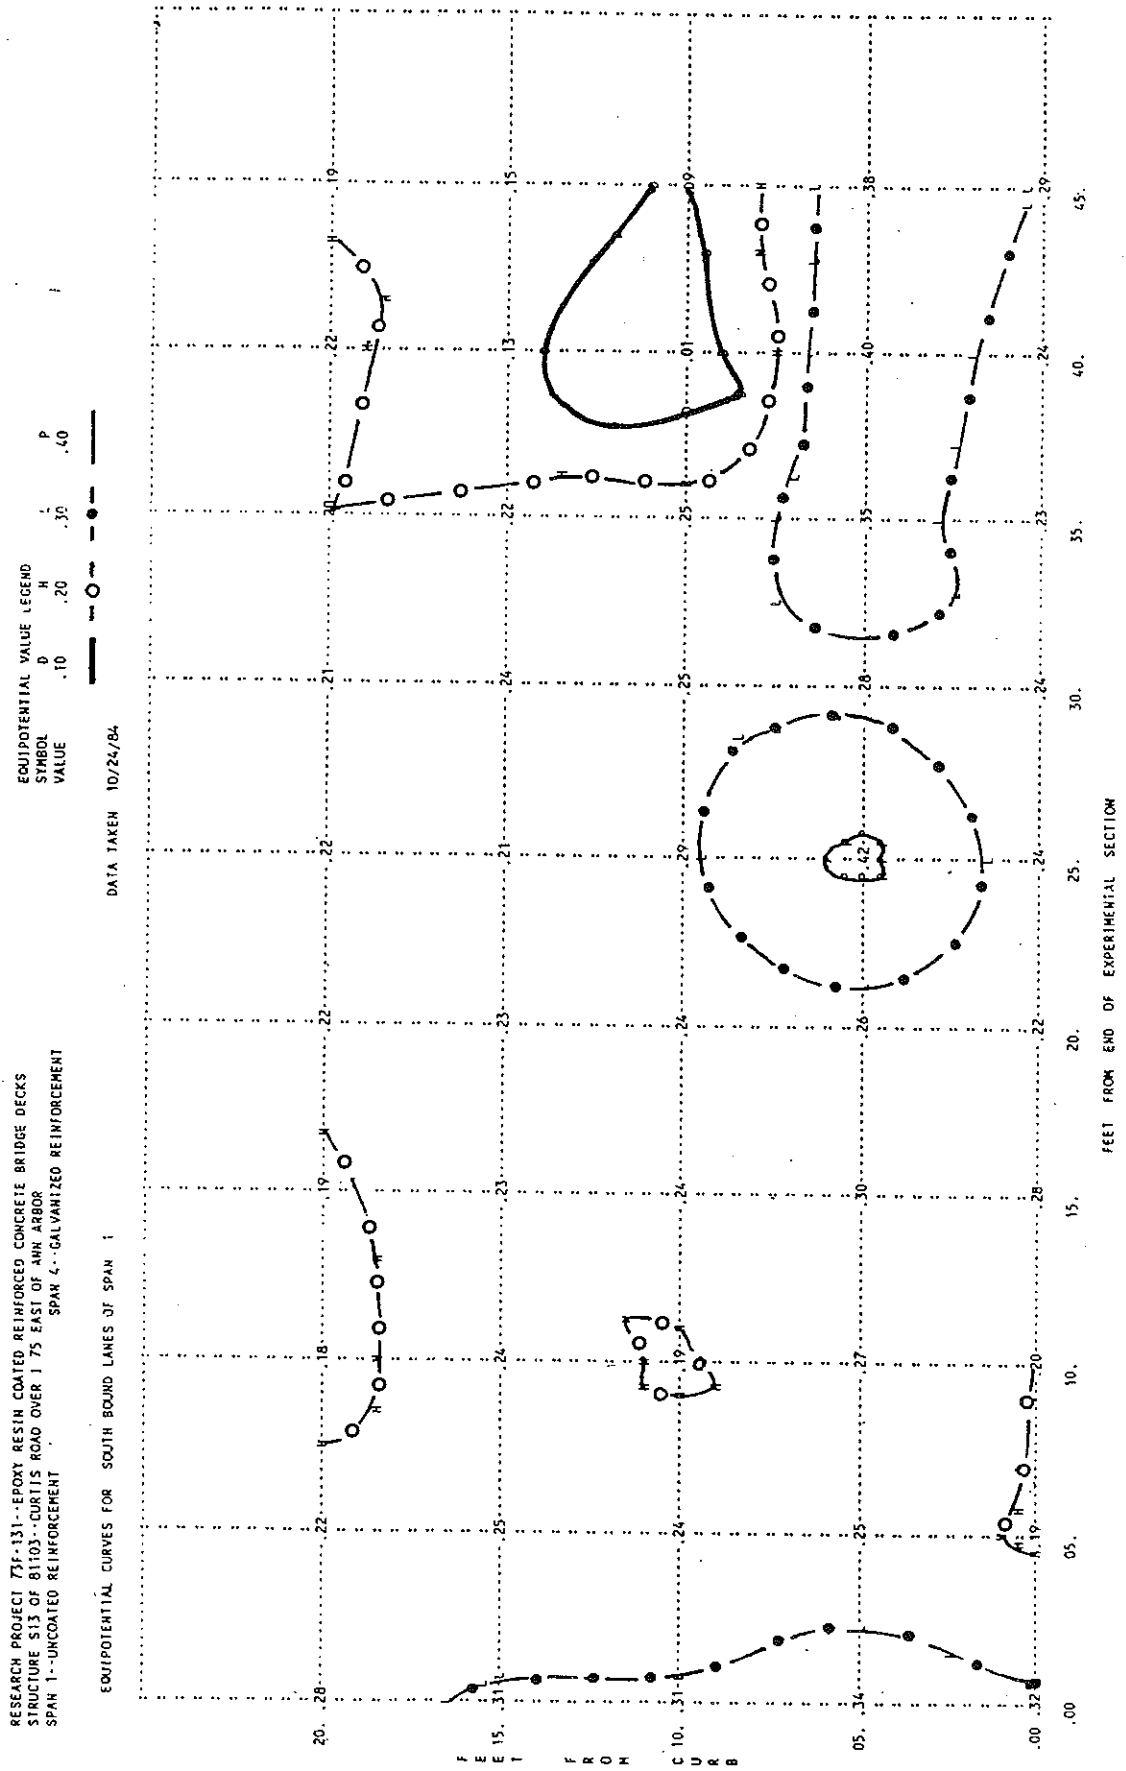 RESEARCH PROJECT 73F-131--EPOXY RESIN COATED REINFORCED CONCRETE BRIDGE DECKS
STRUCTURE S13 OF 81103--CURTIS ROAD OVER I 75 EAST OF ANN ARBOR
SPAN 1--UNCOATED REINFORCEMENT SPAN 4--GALVANIZED REINFORCEMENT
EQUIPOTENTIAL VALUE LEGEND
SYMBOL D H L P
VALUE .10 .20 .30 .40
EQUIPOTENTIAL CURVES FOR SOUTH BOUND LANES OF SPAN 1
DATA TAKEN 10/24/84
20. .28 .22 .18 .19 .22 .22 .21 .20 .22 .19
15. .31 .25 .24 .23 .23 .21 .24 .22 .13 .15
10. .31 .24 .19 .24 .24 .29 .25 .25 .01 .09
05. .34 .27 .30 .26 .42 .28 .35 .40 .38
.00 .32 .19 .20 .28 .22 .24 .24 .23 .24 .29
FEET FROM CURB
.00 05. 10. 15. 20. 25. 30. 35. 40. 45.
FEET FROM END OF EXPERIMENTAL SECTION